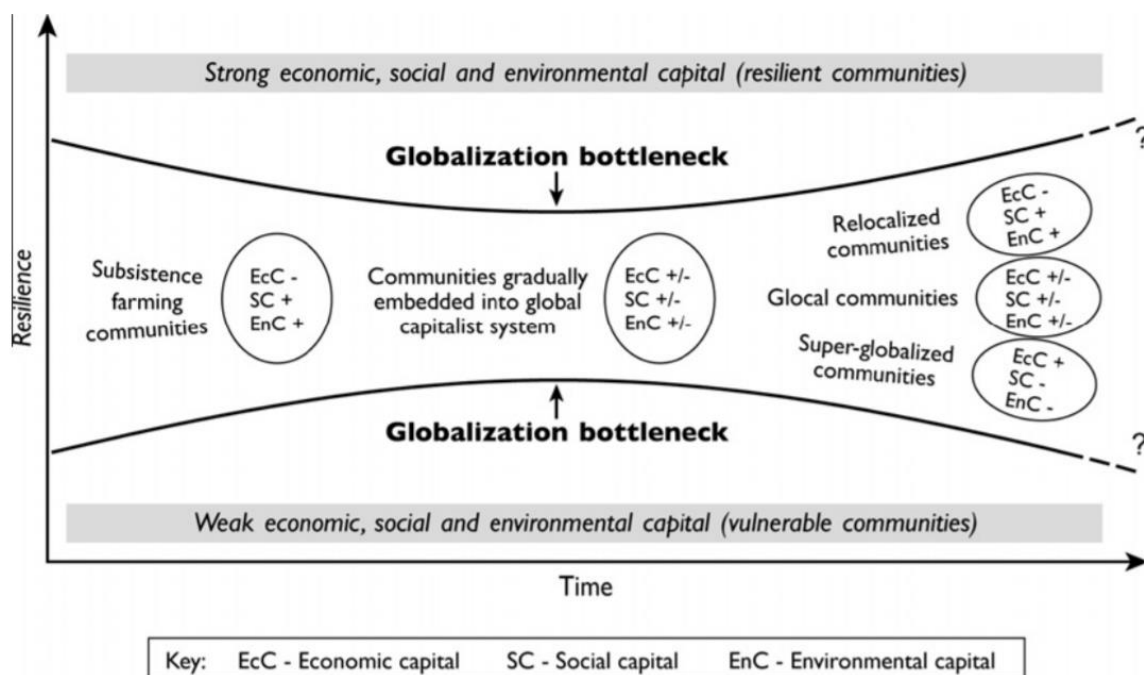 Strong economic, social and environmental capital (resilient communities)
?
Globalization bottleneck
Resilience
Subsistence
farming
communities
EcC -
SC +
EnC +
Communities gradually
embedded into global
capitalist system
EcC +/-
SC +/-
EnC +/-
Relocalized
communities
EcC -
SC +
EnC +
Glocal communities
EcC +/-
SC +/-
EnC +/-
Super-globalized
communities
EcC +
SC -
EnC -
Globalization bottleneck
?
Weak economic, social and environmental capital (vulnerable communities)
Time
Key: EcC - Economic capital SC - Social capital EnC - Environmental capital